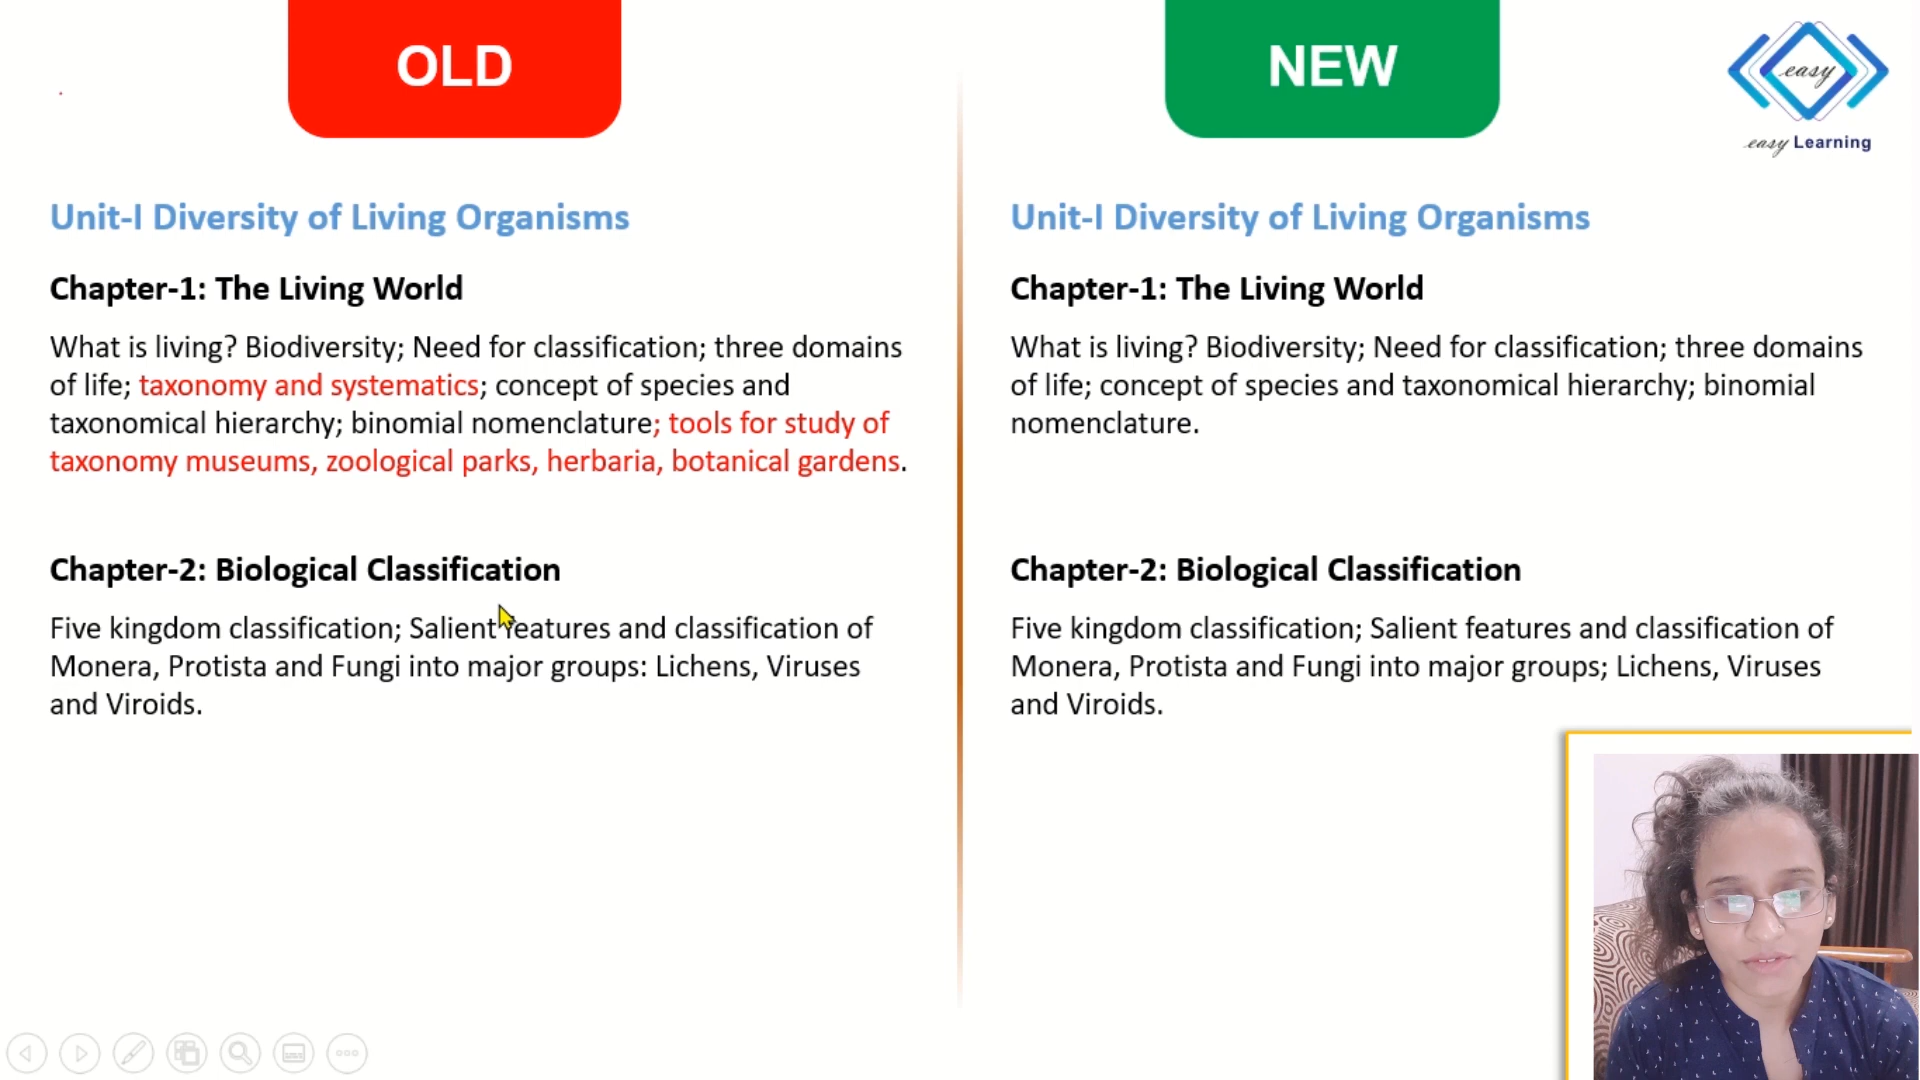 OLD
NEW
easy
easy Learning
Unit-I Diversity of Living Organisms
Chapter-1: The Living World
What is living? Biodiversity; Need for classification; three domains
of life; taxonomy and systematics; concept of species and
taxonomical hierarchy; binomial nomenclature; tools for study of
taxonomy museums, zoological parks, herbaria, botanical gardens.
Chapter-2: Biological Classification
Five kingdom classification; Salient features and classification of
Monera, Protista and Fungi into major groups: Lichens, Viruses
and Viroids.
Unit-I Diversity of Living Organisms
Chapter-1: The Living World
What is living? Biodiversity; Need for classification; three domains
of life; concept of species and taxonomical hierarchy; binomial
nomenclature.
Chapter-2: Biological Classification
Five kingdom classification; Salient features and classification of
Monera, Protista and Fungi into major groups; Lichens, Viruses
and Viroids.